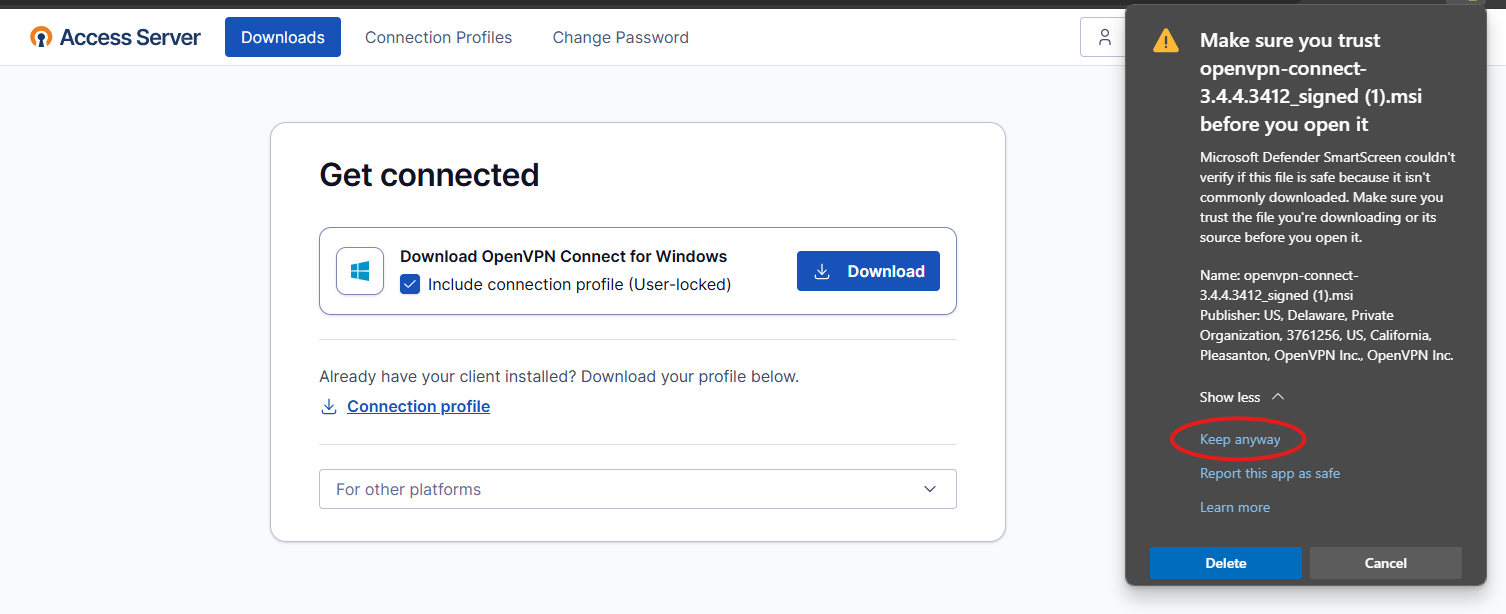 Access Server
Downloads
Connection Profiles
Change Password
Get connected
Download OpenVPN Connect for Windows
Include connection profile (User-locked)
Download
Already have your client installed? Download your profile below.
Connection profile
For other platforms
Make sure you trust
openvpn-connect-
3.4.4.3412_signed (1).msi
before you open it
Microsoft Defender SmartScreen couldn't
verify if this file is safe because it isn't
commonly downloaded. Make sure you
trust the file you're downloading or its
source before you open it.
Name: openvpn-connect-
3.4.4.3412_signed (1).msi
Publisher: US, Delaware, Private
Organization, 3761256, US, California,
Pleasanton, OpenVPN Inc., OpenVPN Inc.
Show less
Keep anyway
Report this app as safe
Learn more
Delete
Cancel